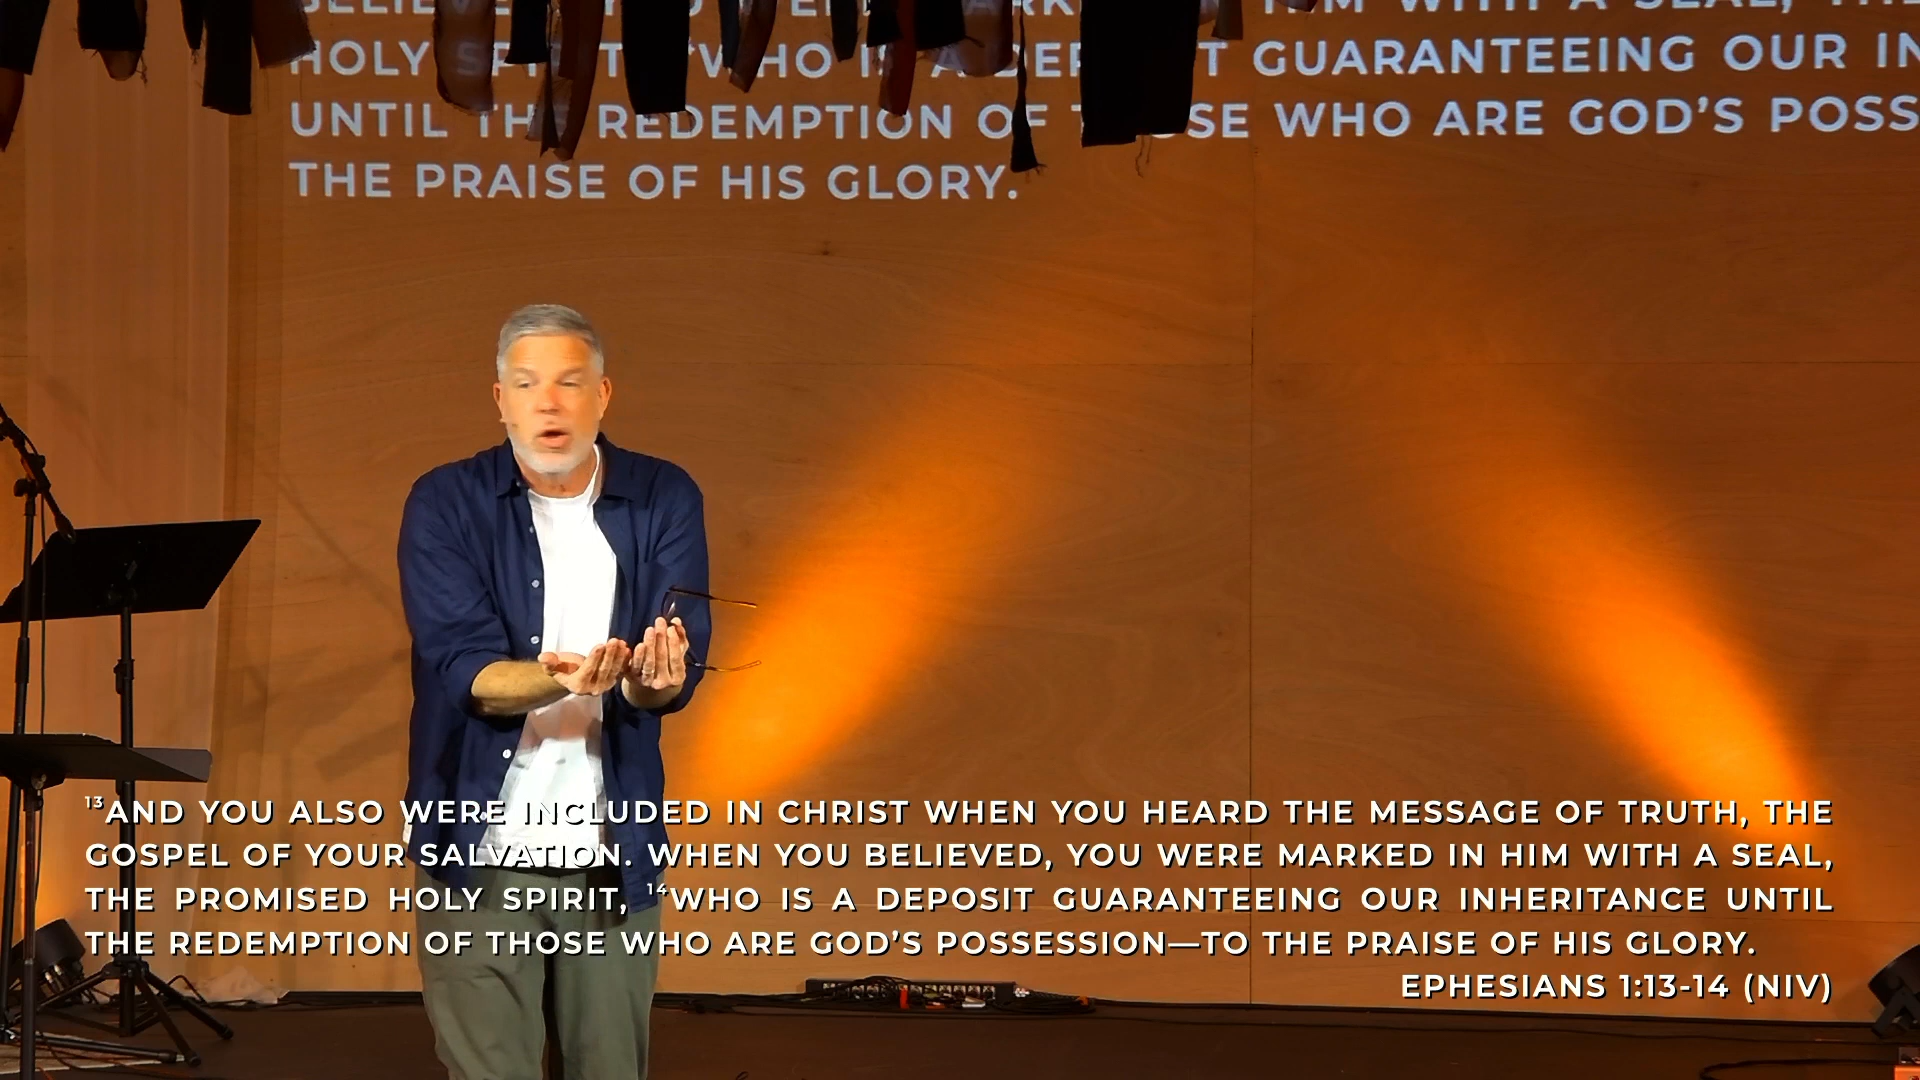 HOLY WHO GUARANTEEING OUR
UNTIL REDEMPTION OF WHO ARE GOD'S
THE PRAISE OF HIS GLORY.
¹³AND YOU ALSO WERE INCLUDED IN CHRIST WHEN YOU HEARD THE MESSAGE OF TRUTH, THE
GOSPEL OF YOUR SALVATION. WHEN YOU BELIEVED, YOU WERE MARKED IN HIM WITH A SEAL,
THE PROMISED HOLY SPIRIT, ¹⁴WHO IS A DEPOSIT GUARANTEEING OUR INHERITANCE UNTIL
THE REDEMPTION OF THOSE WHO ARE GOD'S POSSESSION—TO THE PRAISE OF HIS GLORY.
EPHESIANS 1:13-14 (NIV)